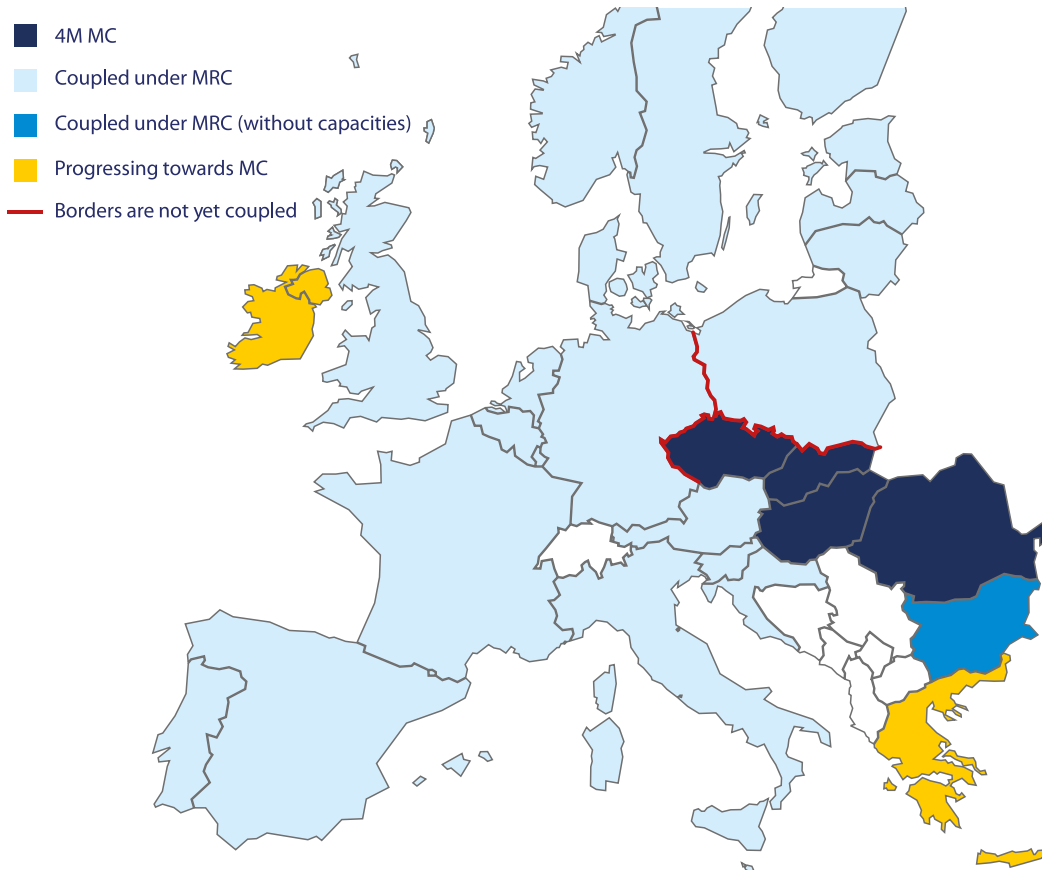 4M MC
Coupled under MRC
Coupled under MRC (without capacities)
Progressing towards MC
Borders are not yet coupled